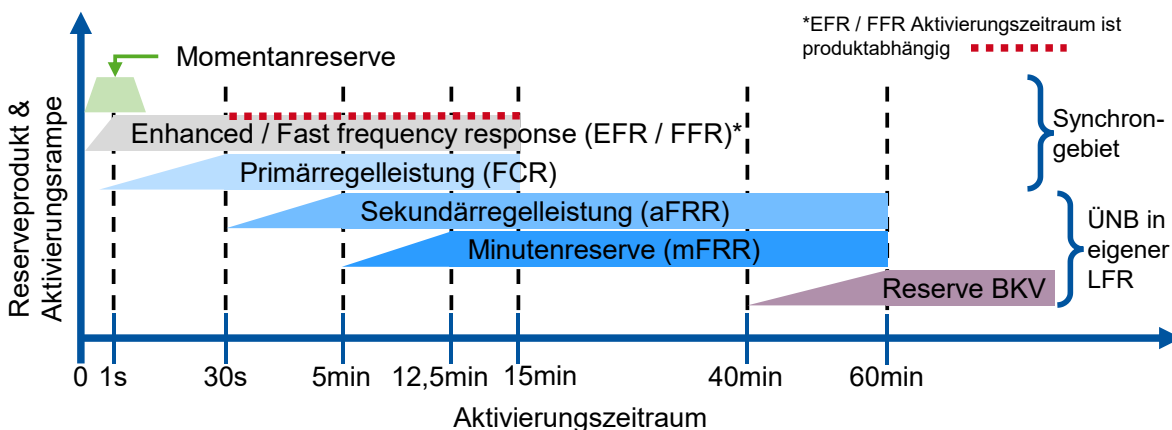 *EFR / FFR Aktivierungszeitraum ist
produktabhängig
Momentanreserve
Reserveprodukt &
Aktivierungsrampe
Enhanced / Fast frequency response (EFR / FFR)*
Primärregelleistung (FCR)
Synchron-
gebiet
Sekundärregelleistung (aFRR)
Minutenreserve (mFRR)
Reserve BKV
ÜNB in
eigener
LFR
0 1s 30s 5min 12,5min 15min 40min 60min
Aktivierungszeitraum